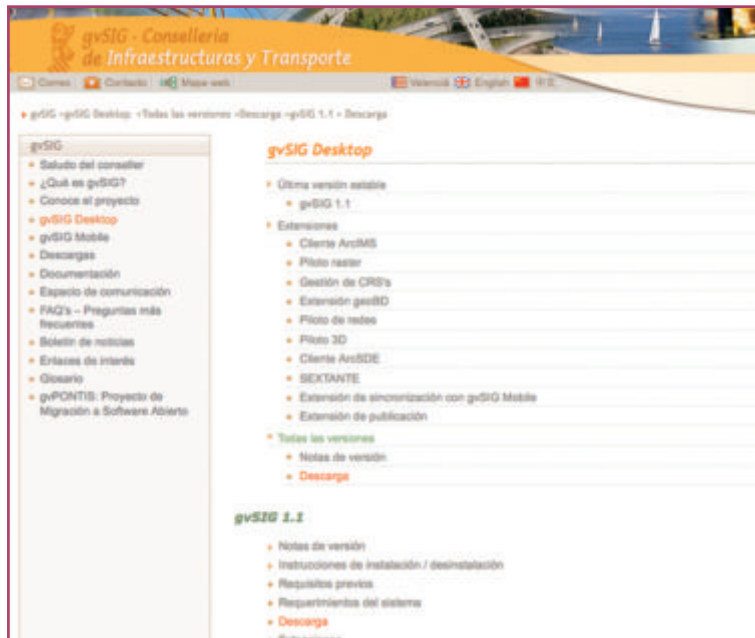 gvSIG - Conselleria
de Infraestructuras y Transporte
Correo Contacto Mapa web Valencià English 中文
gvSIG »gvSIG Desktop »Todas las versiones »Descarga »gvSIG 1.1 » Descarga
gvSIG
Saludo del conseller
¿Qué es gvSIG?
Conoce el proyecto
gvSIG Desktop
gvSIG Mobile
Descargas
Documentación
Espacio de comunicación
FAQ's – Preguntas más
frecuentes
Boletín de noticias
Enlaces de interés
Glosario
gvPONTIS: Proyecto de
Migración a Software Abierto
gvSIG Desktop
Última versión estable
gvSIG 1.1
Extensiones
Cliente ArcIMS
Piloto raster
Gestión de CRS's
Extensión geoBD
Piloto de redes
Piloto 3D
Cliente ArcSDE
SEXTANTE
Extensión de sincronización con gvSIG Mobile
Extensión de publicación
Todas las versiones
Notas de versión
Descarga
gvSIG 1.1
Notas de versión
Instrucciones de instalación / desinstalación
Requisitos previos
Requerimientos del sistema
Descarga